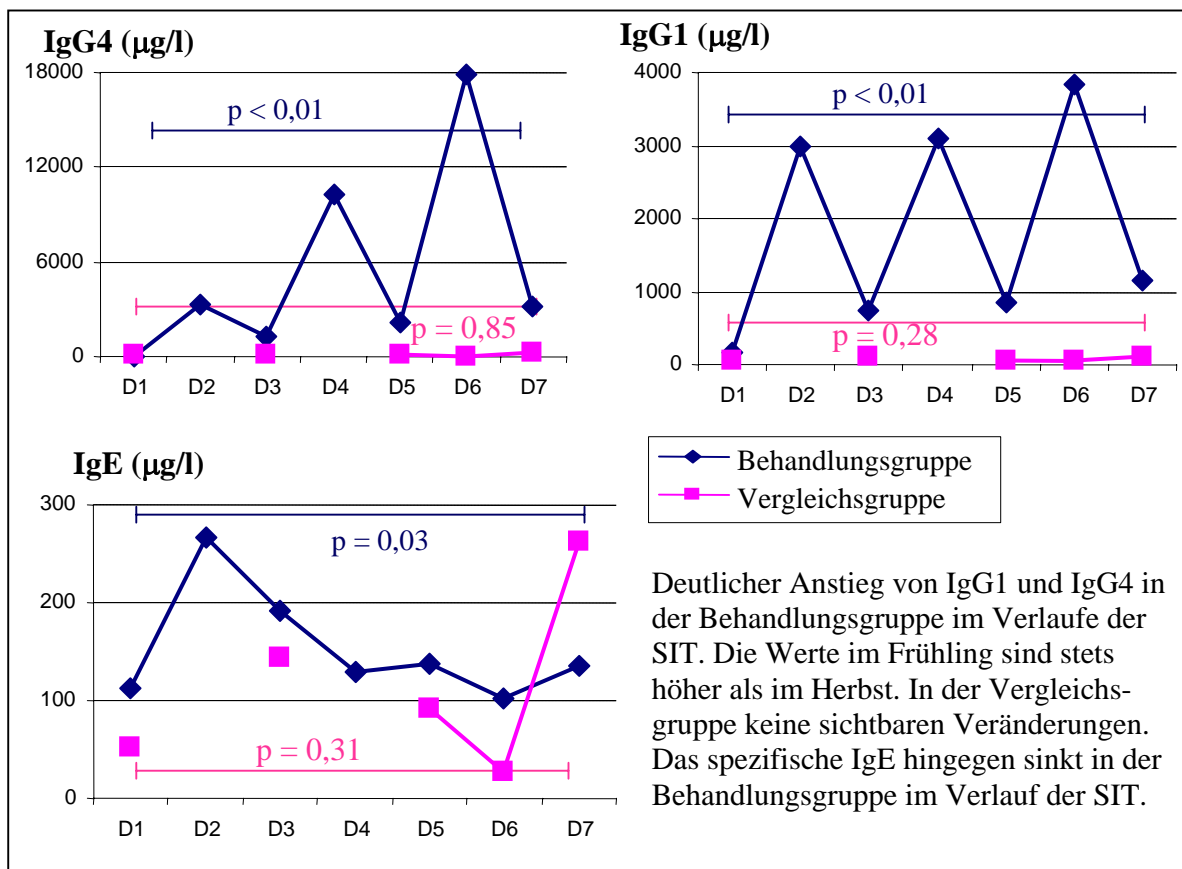 IgG4 (µg/l)
18000
12000
6000
0
p < 0,01
p = 0,85
D1 D2 D3 D4 D5 D6 D7
IgG1 (µg/l)
4000
3000
2000
1000
0
p < 0,01
p = 0,28
D1 D2 D3 D4 D5 D6 D7
IgE (µg/l)
300
200
100
0
p = 0,03
p = 0,31
D1 D2 D3 D4 D5 D6 D7
Behandlungsgruppe
Vergleichsgruppe
Deutlicher Anstieg von IgG1 und IgG4 in
der Behandlungsgruppe im Verlaufe der
SIT. Die Werte im Frühling sind stets
höher als im Herbst. In der Vergleichs-
gruppe keine sichtbaren Veränderungen.
Das spezifische IgE hingegen sinkt in der
Behandlungsgruppe im Verlauf der SIT.